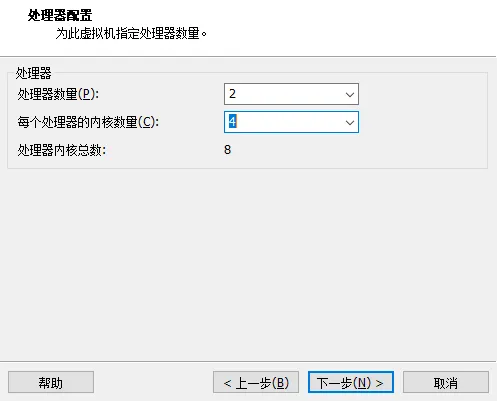 处理器配置
为此虚拟机指定处理器数量。
处理器
处理器数量(P): 2
每个处理器的内核数量(C): 4
处理器内核总数: 8
帮助 < 上一步(B) 下一步(N) > 取消